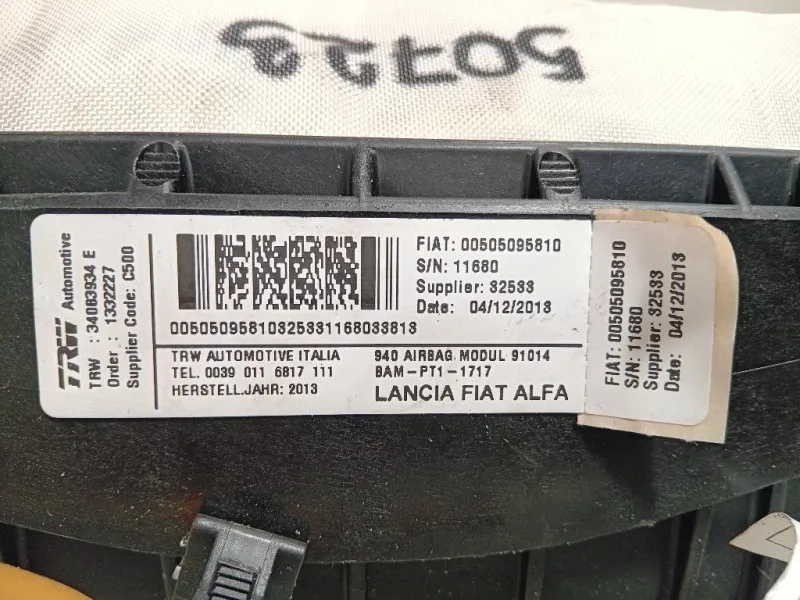 50723
TRW Automotive
TRW : 34083934 E
Order : 1332227
Supplier Code: C500
FIAT: 00505095810
S/N: 11680
Supplier: 32533
Date: 04/12/2013
00505095810325331168033813
TRW AUTOMOTIVE ITALIA
TEL. 0039 011 6817 111
HERSTELL.JAHR: 2013
940 AIRBAG MODUL 91014
BAM-PT1-1717
LANCIA FIAT ALFA
FIAT: 00505095810
S/N: 11680
Supplier: 32533
Date: 04/12/2013